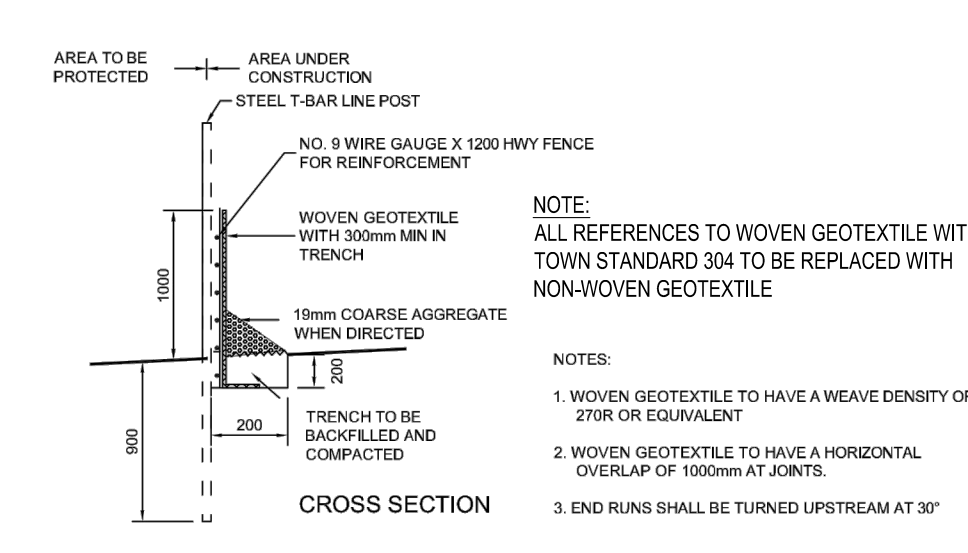 AREA TO BE
PROTECTED
AREA UNDER
CONSTRUCTION
STEEL T-BAR LINE POST
NO. 9 WIRE GAUGE X 1200 HWY FENCE
FOR REINFORCEMENT
WOVEN GEOTEXTILE
WITH 300mm MIN IN
TRENCH
1000
19mm COARSE AGGREGATE
WHEN DIRECTED
200
200
900
TRENCH TO BE
BACKFILLED AND
COMPACTED
CROSS SECTION
NOTE:
ALL REFERENCES TO WOVEN GEOTEXTILE WIT
TOWN STANDARD 304 TO BE REPLACED WITH
NON-WOVEN GEOTEXTILE
NOTES:
1. WOVEN GEOTEXTILE TO HAVE A WEAVE DENSITY OF
270R OR EQUIVALENT
2. WOVEN GEOTEXTILE TO HAVE A HORIZONTAL
OVERLAP OF 1000mm AT JOINTS.
3. END RUNS SHALL BE TURNED UPSTREAM AT 30°